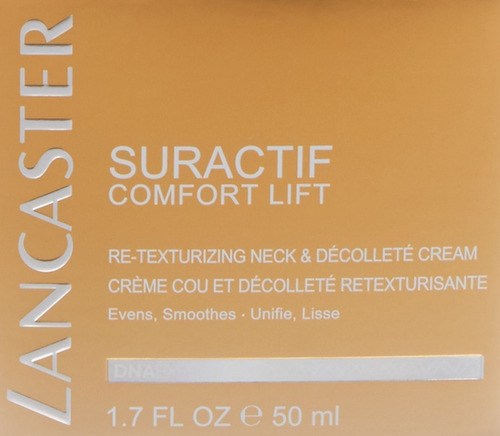 LANCASTER
SURACTIF
COMFORT LIFT
RE-TEXTURIZING NECK & DÉCOLLETÉ CREAM
CRÈME COU ET DÉCOLLETÉ RETEXTURISANTE
Evens, Smoothes · Unifie, Lisse
DNA
1.7 FL OZ ℮ 50 ml